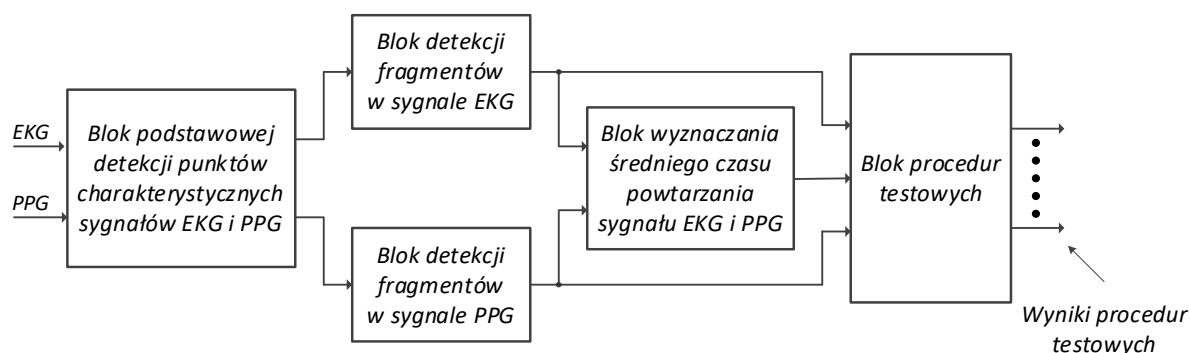 EKG
PPG
Blok podstawowej
detekcji punktów
charakterystycznych
sygnałów EKG i PPG
Blok detekcji
fragmentów
w sygnale EKG
Blok detekcji
fragmentów
w sygnale PPG
Blok wyznaczania
średniego czasu
powtarzania
sygnału EKG i PPG
Blok procedur
testowych
Wyniki procedur
testowych